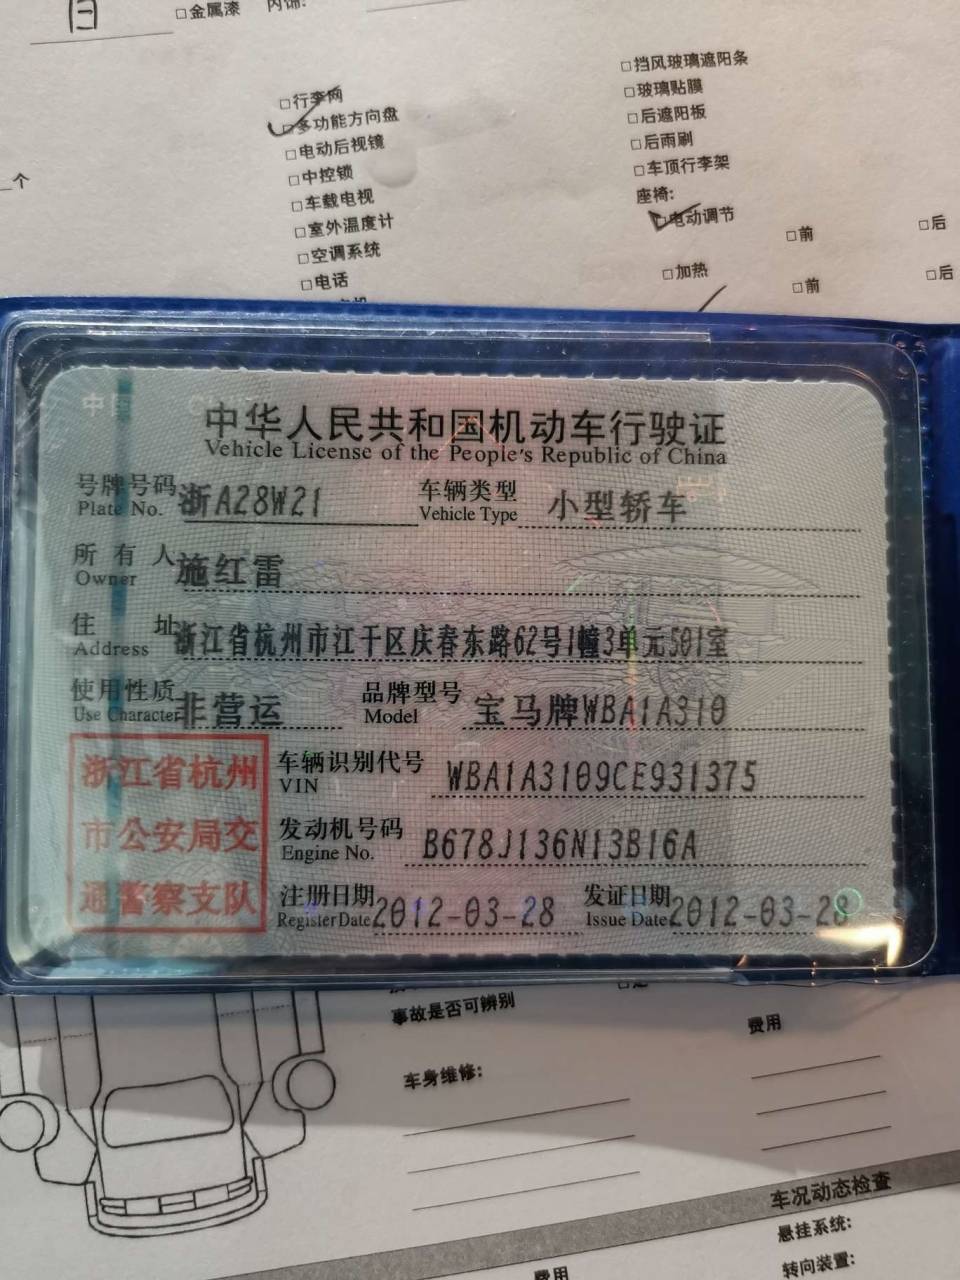 日
□金属漆
内饰:
个
□行李网
□多功能方向盘
□电动后视镜
□中控锁
□车载电视
□室外温度计
□空调系统
□电话
□挡风玻璃遮阳条
□玻璃贴膜
□后遮阳板
□后雨刷
□车顶行李架
座椅:
□电动调节 □前 □后
□加热 □前 □后
中华人民共和国机动车行驶证
Vehicle License of the People's Republic of China
号牌号码 浙A28W21 车辆类型 小型轿车
Plate No. Vehicle Type
所有人 施红雷
Owner
住址 浙江省杭州市江干区庆春东路62号1幢3单元501室
Address
使用性质 非营运 品牌型号 宝马牌WBA1A310
Use Character Model
浙江省杭州
市公安局交
通警察支队
车辆识别代号 WBA1A3109CE931375
VIN
发动机号码 B678J136N13B16A
Engine No.
注册日期 2012-03-28 发证日期 2012-03-28
Register Date Issue Date
事故是否可辨别
费用
车身维修:
车况动态检查
悬挂系统:
费用
转向装置: